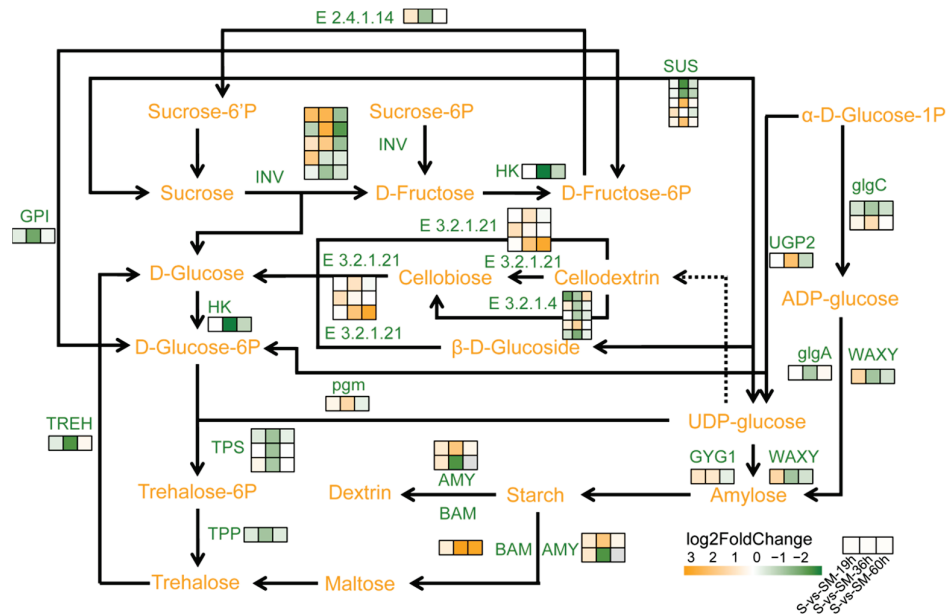 E 2.4.1.14
SUS
Sucrose-6'P
Sucrose-6P
α-D-Glucose-1P
INV
HK
INV
Sucrose
D-Fructose
D-Fructose-6P
glgC
GPI
E 3.2.1.21
UGP2
E 3.2.1.21
E 3.2.1.21
D-Glucose
Cellobiose
Cellodextrin
ADP-glucose
HK
E 3.2.1.4
E 3.2.1.21
D-Glucose-6P
β-D-Glucoside
glgA
WAXY
pgm
UDP-glucose
TREH
TPS
GYG1
WAXY
AMY
Trehalose-6P
Dextrin
Starch
Amylose
BAM
TPP
BAM
AMY
log2FoldChange
3 2 1 0 −1 −2
S-vs-SM-19h
S-vs-SM-36h
S-vs-SM-60h
Trehalose
Maltose